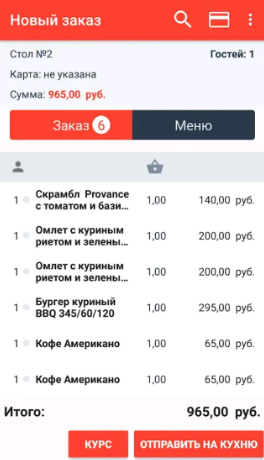 Новый заказ
Стол №2 Гостей: 1
Карта: не указана
Сумма: 965,00 руб.
Заказ 6 Меню
1 Скрамбл Provance 1,00 140,00 руб.
с томатом и бази...
1 Омлет с куриным 1,00 200,00 руб.
риетом и зелены...
1 Омлет с куриным 1,00 200,00 руб.
риетом и зелены...
1 Бургер куриный 1,00 295,00 руб.
BBQ 345/60/120
1 Кофе Американо 1,00 65,00 руб.
1 Кофе Американо 1,00 65,00 руб.
Итого: 965,00 руб.
КУРС ОТПРАВИТЬ НА КУХНЮ